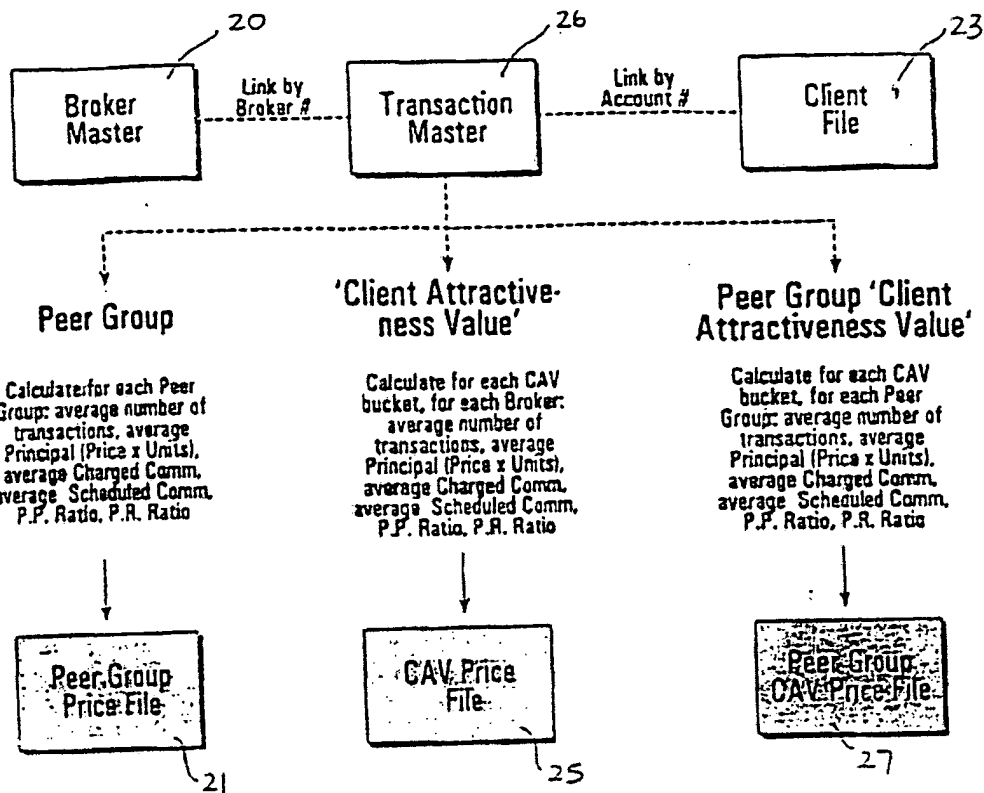 20
26
23
Broker
Master
Link by
Broker #
Transaction
Master
Link by
Account #
Client
File
Peer Group
'Client Attractive-
ness Value'
Peer Group 'Client
Attractiveness Value'
Calculate for each Peer
Group: average number of
transactions, average
Principal (Price x Units),
average Charged Comm,
average Scheduled Comm,
P.P. Ratio, P.R. Ratio
Calculate for each CAV
bucket, for each Broker:
average number of
transactions, average
Principal (Price x Units),
average Charged Comm,
average Scheduled Comm,
P.P. Ratio, P.R. Ratio
Calculate for each CAV
bucket, for each Peer
Group: average number of
transactions, average
Principal (Price x Units),
average Charged Comm,
average Scheduled Comm,
P.P. Ratio, P.R. Ratio
Peer Group
Price File
CAV Price
File
Peer Group
CAV Price File
21
25
27